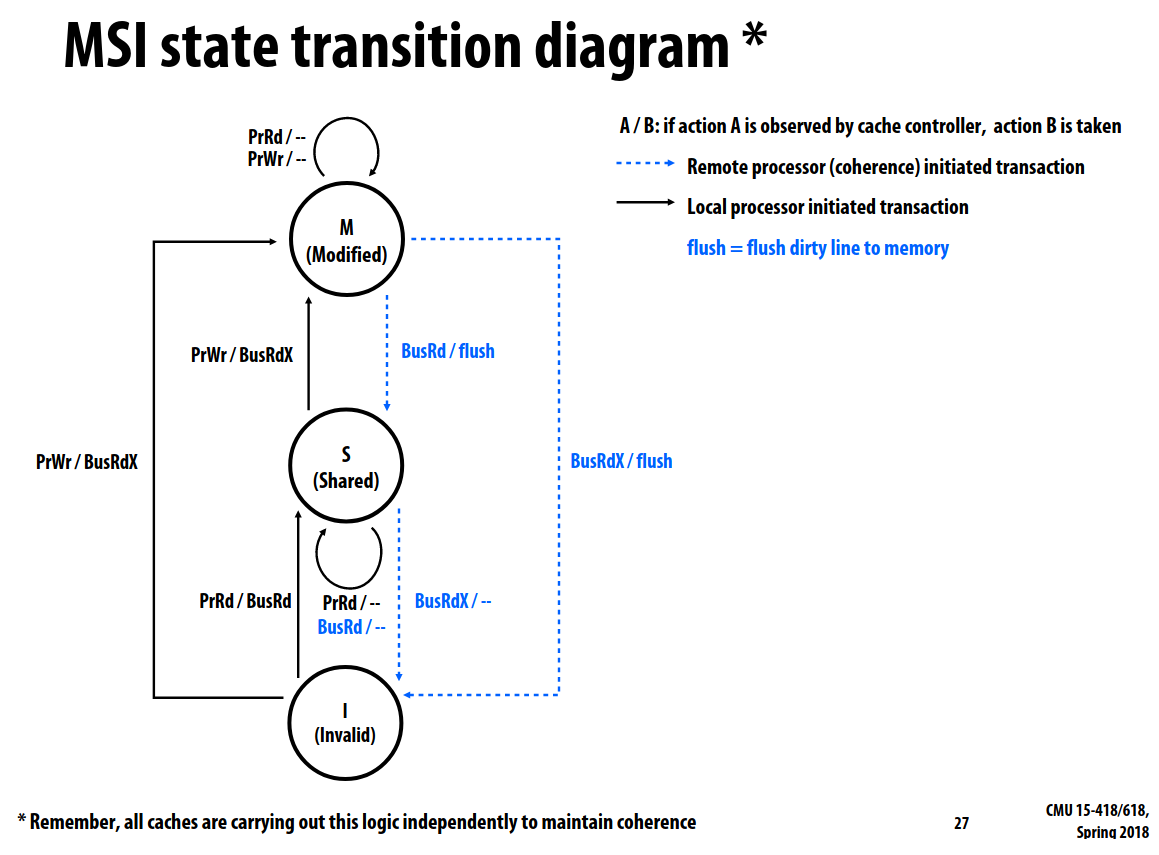 MSI state transition diagram *
A / B: if action A is observed by cache controller, action B is taken
Remote processor (coherence) initiated transaction
Local processor initiated transaction
flush = flush dirty line to memory
PrRd / --
PrWr / --
M
(Modified)
PrWr / BusRdX
BusRd / flush
PrWr / BusRdX
S
(Shared)
BusRdX / flush
PrRd / BusRd
PrRd / --
BusRd / --
BusRdX / --
I
(Invalid)
* Remember, all caches are carrying out this logic independently to maintain coherence
27
CMU 15-418/618,
Spring 2018